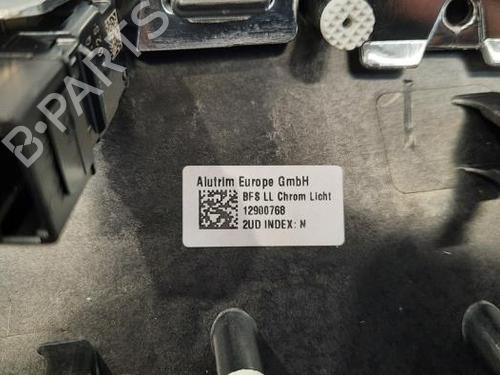 B-PARTS
Alutrim Europe GmbH
BFS LL Chrom Licht
12900768
2UD INDEX: N